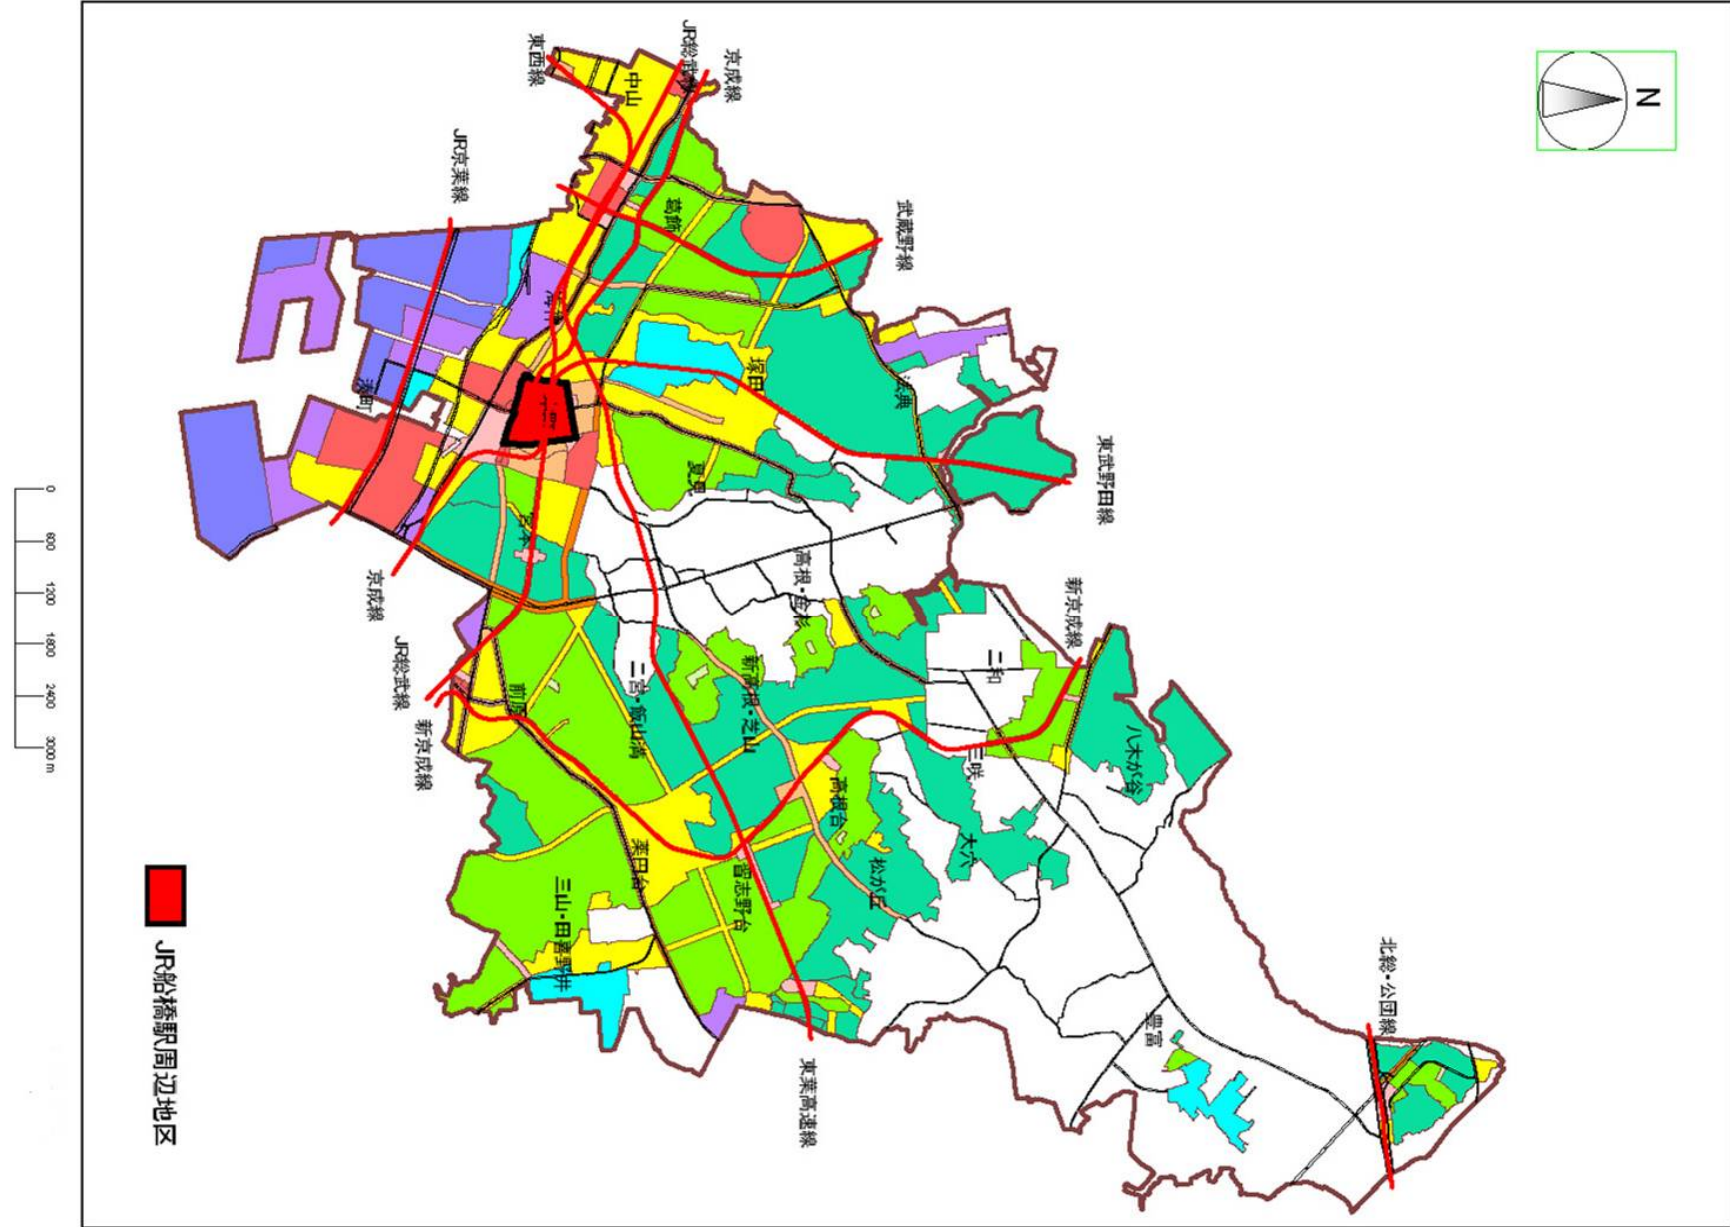 N
東西線
JR総武線
京成線
中山
JR京葉線
葛飾
武蔵野線
塚田
法典
湊町
夏見
東武野田線
宮本
高根・金杉
京成線
新京成線
JR総武線
新京成線
前原
二宮・飯山満
新高根・芝山
二和
三咲
八木が谷
高根台
大穴
松が丘
習志野台
薬円台
三山・田喜野井
東葉高速線
豊富
北総・公団線
0
600
1200
1800
2400
3000 m
JR船橋駅周辺地区